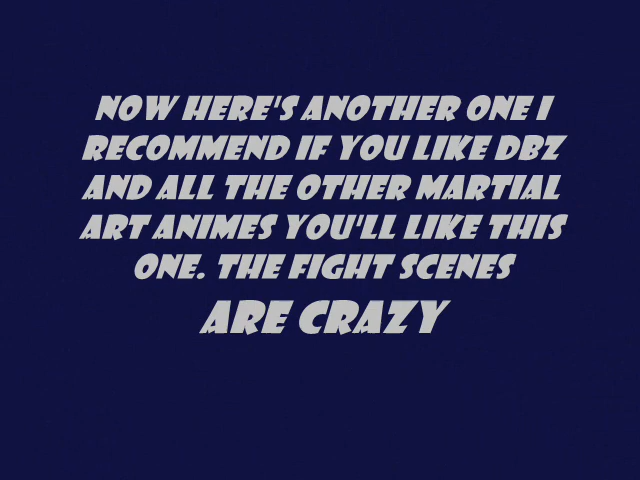 NOW HERE'S ANOTHER ONE I
RECOMMEND IF YOU LIKE DBZ
AND ALL THE OTHER MARTIAL
ART ANIMES YOU'LL LIKE THIS
ONE. THE FIGHT SCENES
ARE CRAZY